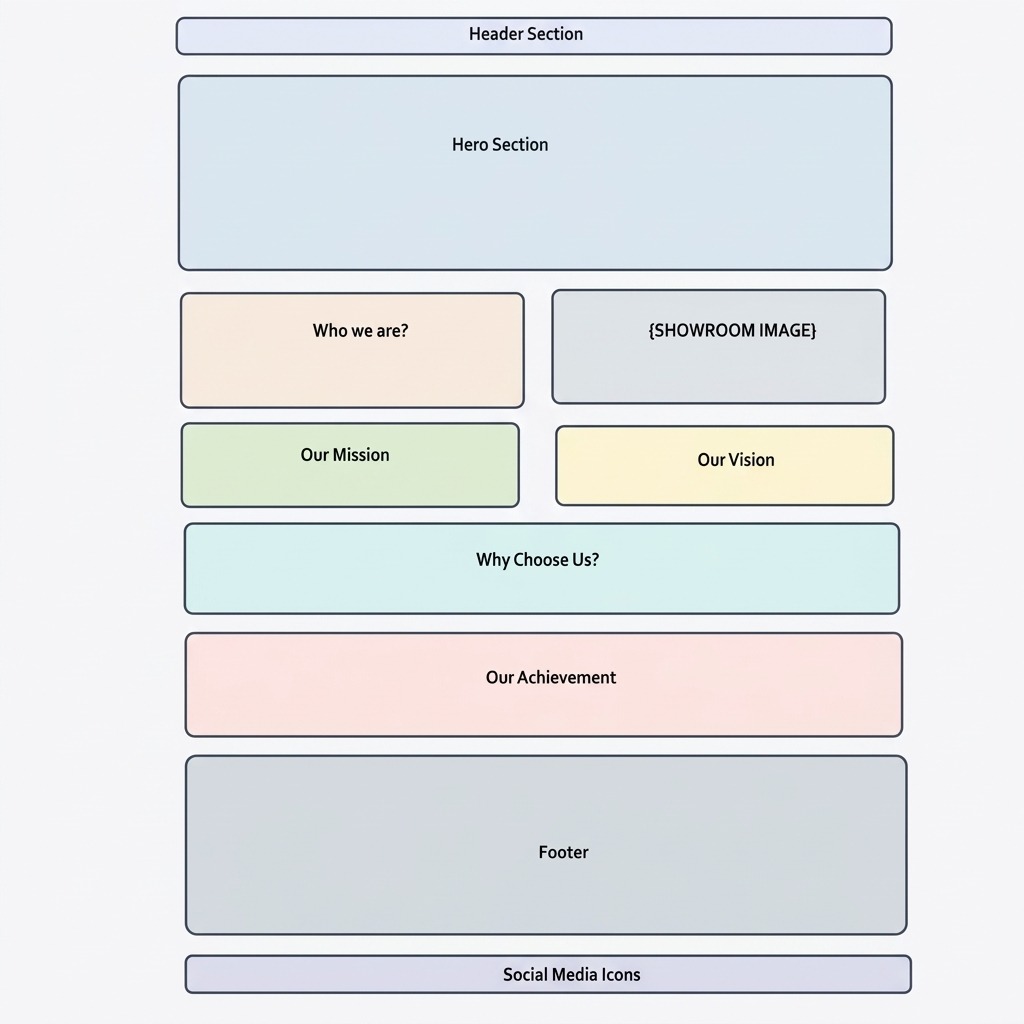 Header Section
Hero Section
Who we are?
{SHOWROOM IMAGE}
Our Mission
Our Vision
Why Choose Us?
Our Achievement
Footer
Social Media Icons